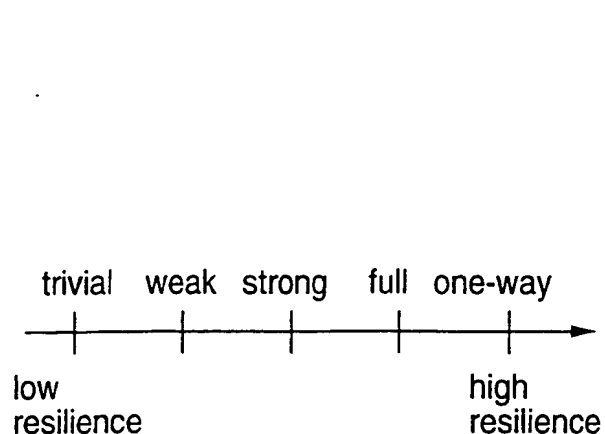 trivial weak strong full one-way
low high
resilience resilience